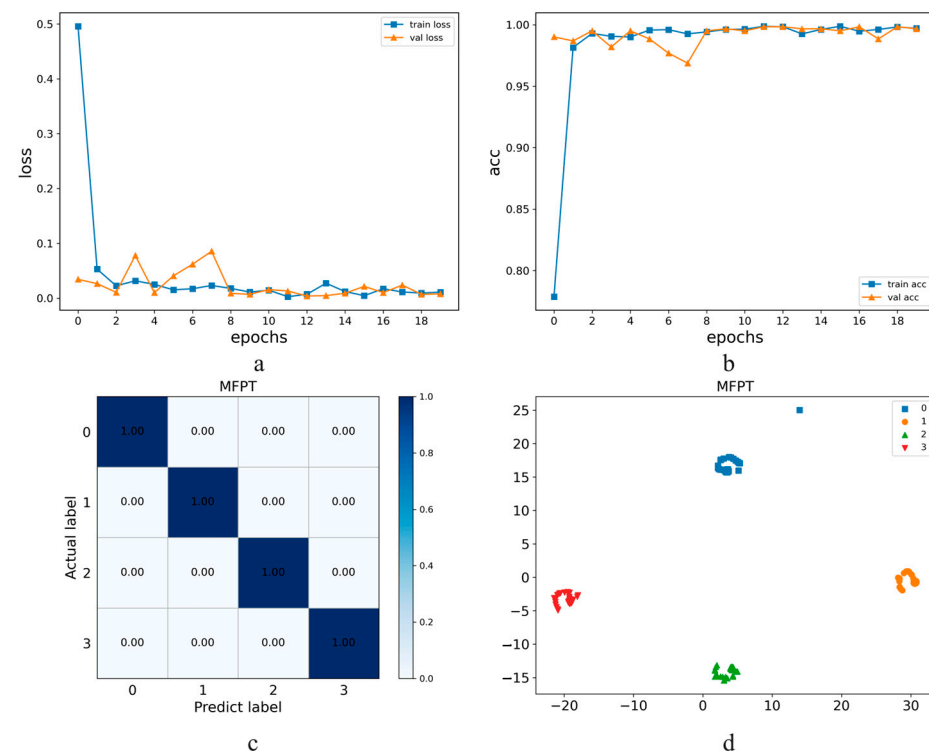 0.5
0.4
0.3
0.2
0.1
0.0
loss
train loss
val loss
0 2 4 6 8 10 12 14 16 18
epochs
a
1.00
0.95
0.90
0.85
0.80
acc
train acc
val acc
0 2 4 6 8 10 12 14 16 18
epochs
b
MFPT
Actual label
0 1.00 0.00 0.00 0.00
1 0.00 1.00 0.00 0.00
2 0.00 0.00 1.00 0.00
3 0.00 0.00 0.00 1.00
0 1 2 3
Predict label
1.0
0.8
0.6
0.4
0.2
0.0
c
MFPT
25
20
15
10
5
0
−5
−10
−15
0
1
2
3
−20 −10 0 10 20 30
d